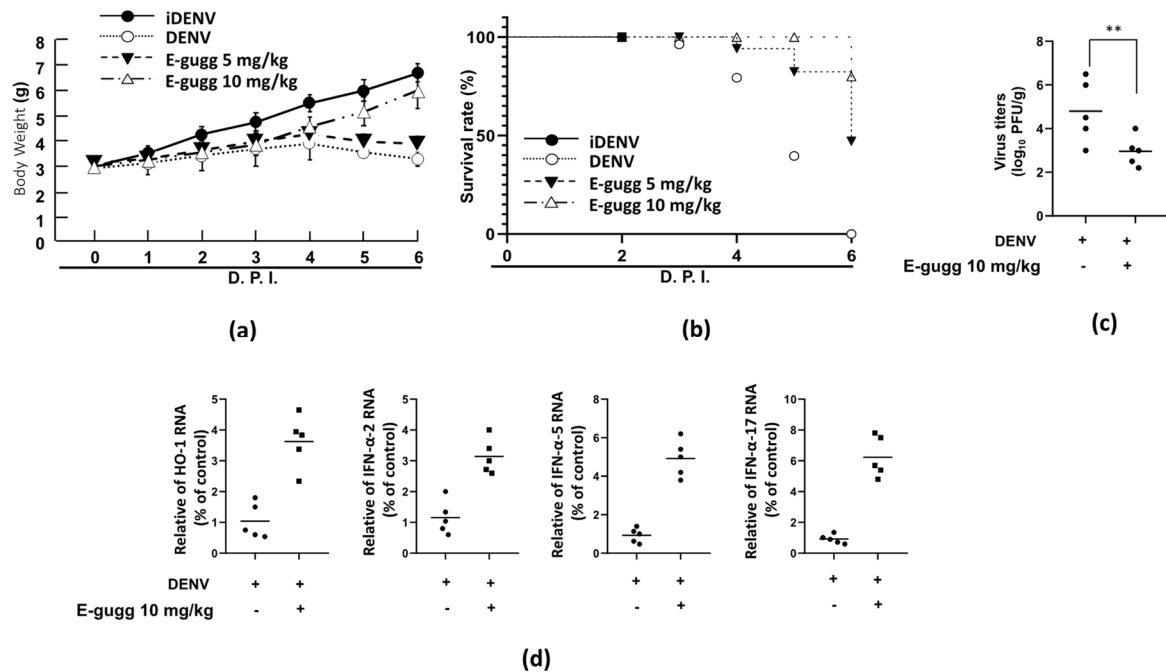 iDENV
DENV
E-gugg 5 mg/kg
E-gugg 10 mg/kg
Body Weight (g)
8
7
6
5
4
3
2
1
0
0 1 2 3 4 5 6
D. P. I.
(a)
Survival rate (%)
100
50
0
iDENV
DENV
E-gugg 5 mg/kg
E-gugg 10 mg/kg
0 2 4 6
D. P. I.
(b)
**
Virus titers
(log10 PFU/g)
8
6
4
2
0
DENV + +
E-gugg 10 mg/kg - +
(c)
Relative of HO-1 RNA
(% of control)
5
4
3
2
1
0
Relative of IFN-α-2 RNA
(% of control)
5
4
3
2
1
0
Relative of IFN-α-5 RNA
(% of control)
8
6
4
2
0
Relative of IFN-α-17 RNA
(% of control)
10
8
6
4
2
0
DENV + + + + + + + +
E-gugg 10 mg/kg - + - + - + - +
(d)